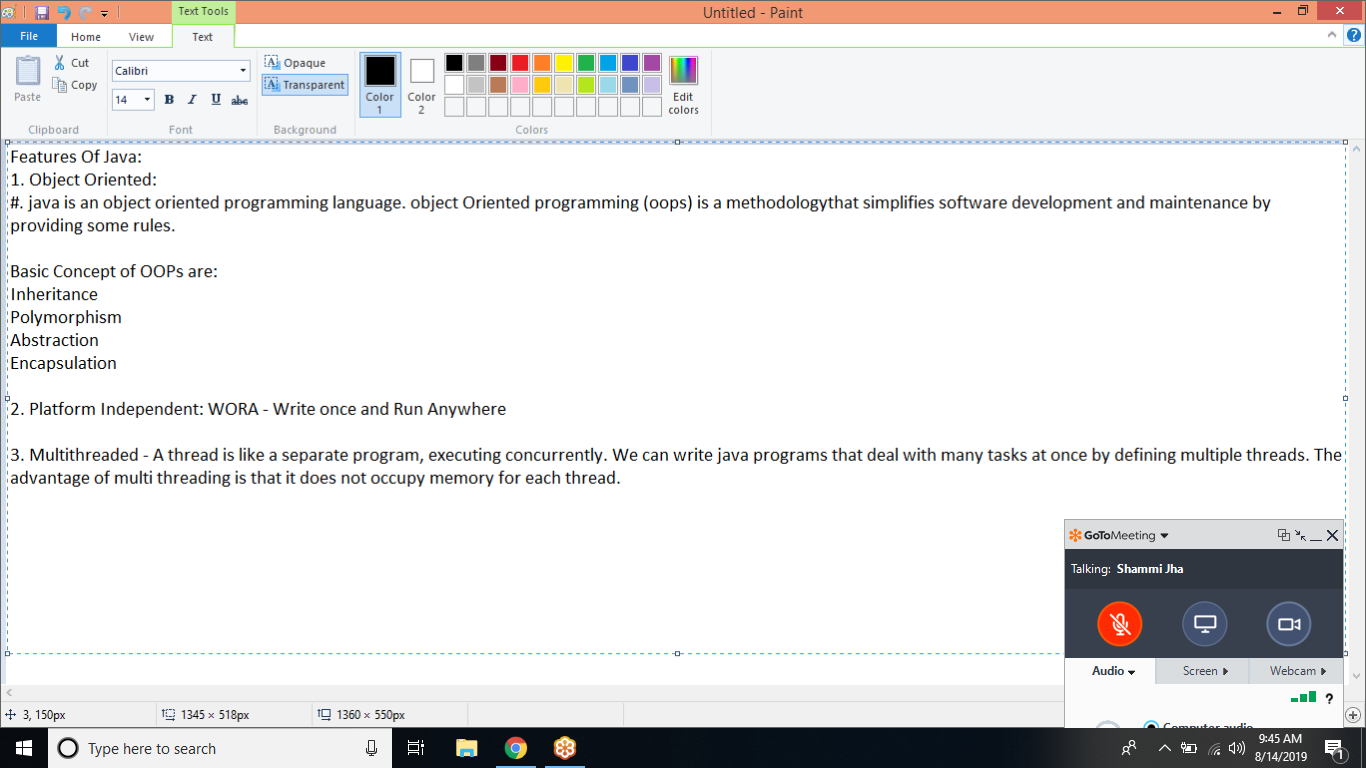 Text Tools
Untitled - Paint
File
Home
View
Text
Paste
Cut
Copy
Clipboard
Calibri
14
B I U abc
Font
Opaque
Transparent
Background
Color 1
Color 2
Edit colors
Colors
Features Of Java:
1. Object Oriented:
#. java is an object oriented programming language. object Oriented programming (oops) is a methodologythat simplifies software development and maintenance by
providing some rules.
Basic Concept of OOPs are:
Inheritance
Polymorphism
Abstraction
Encapsulation
2. Platform Independent: WORA - Write once and Run Anywhere
3. Multithreaded - A thread is like a separate program, executing concurrently. We can write java programs that deal with many tasks at once by defining multiple threads. The
advantage of multi threading is that it does not occupy memory for each thread.
GoToMeeting
Talking: Shammi Jha
Audio
Screen
Webcam
?
Computer audio
3, 150px
1345 × 518px
1360 × 550px
Type here to search
9:45 AM
8/14/2019
1